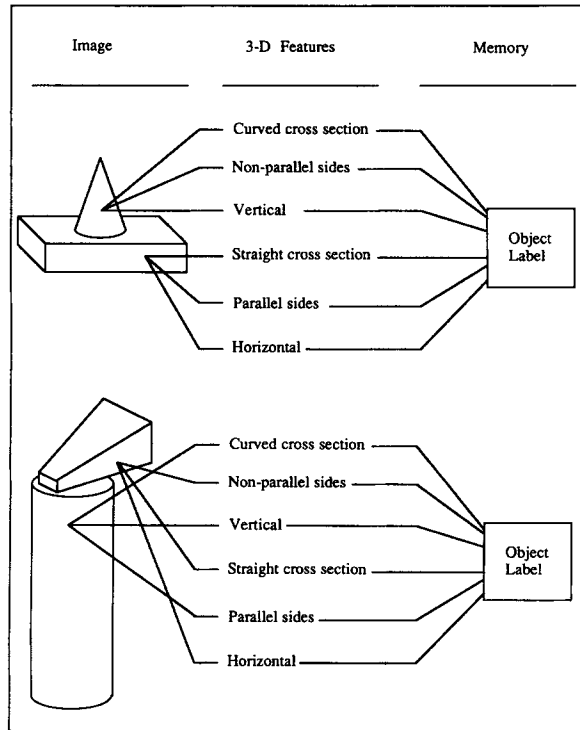 Image 3-D Features Memory
Curved cross section
Non-parallel sides
Vertical
Straight cross section
Parallel sides
Horizontal
Object
Label
Curved cross section
Non-parallel sides
Vertical
Straight cross section
Parallel sides
Horizontal
Object
Label